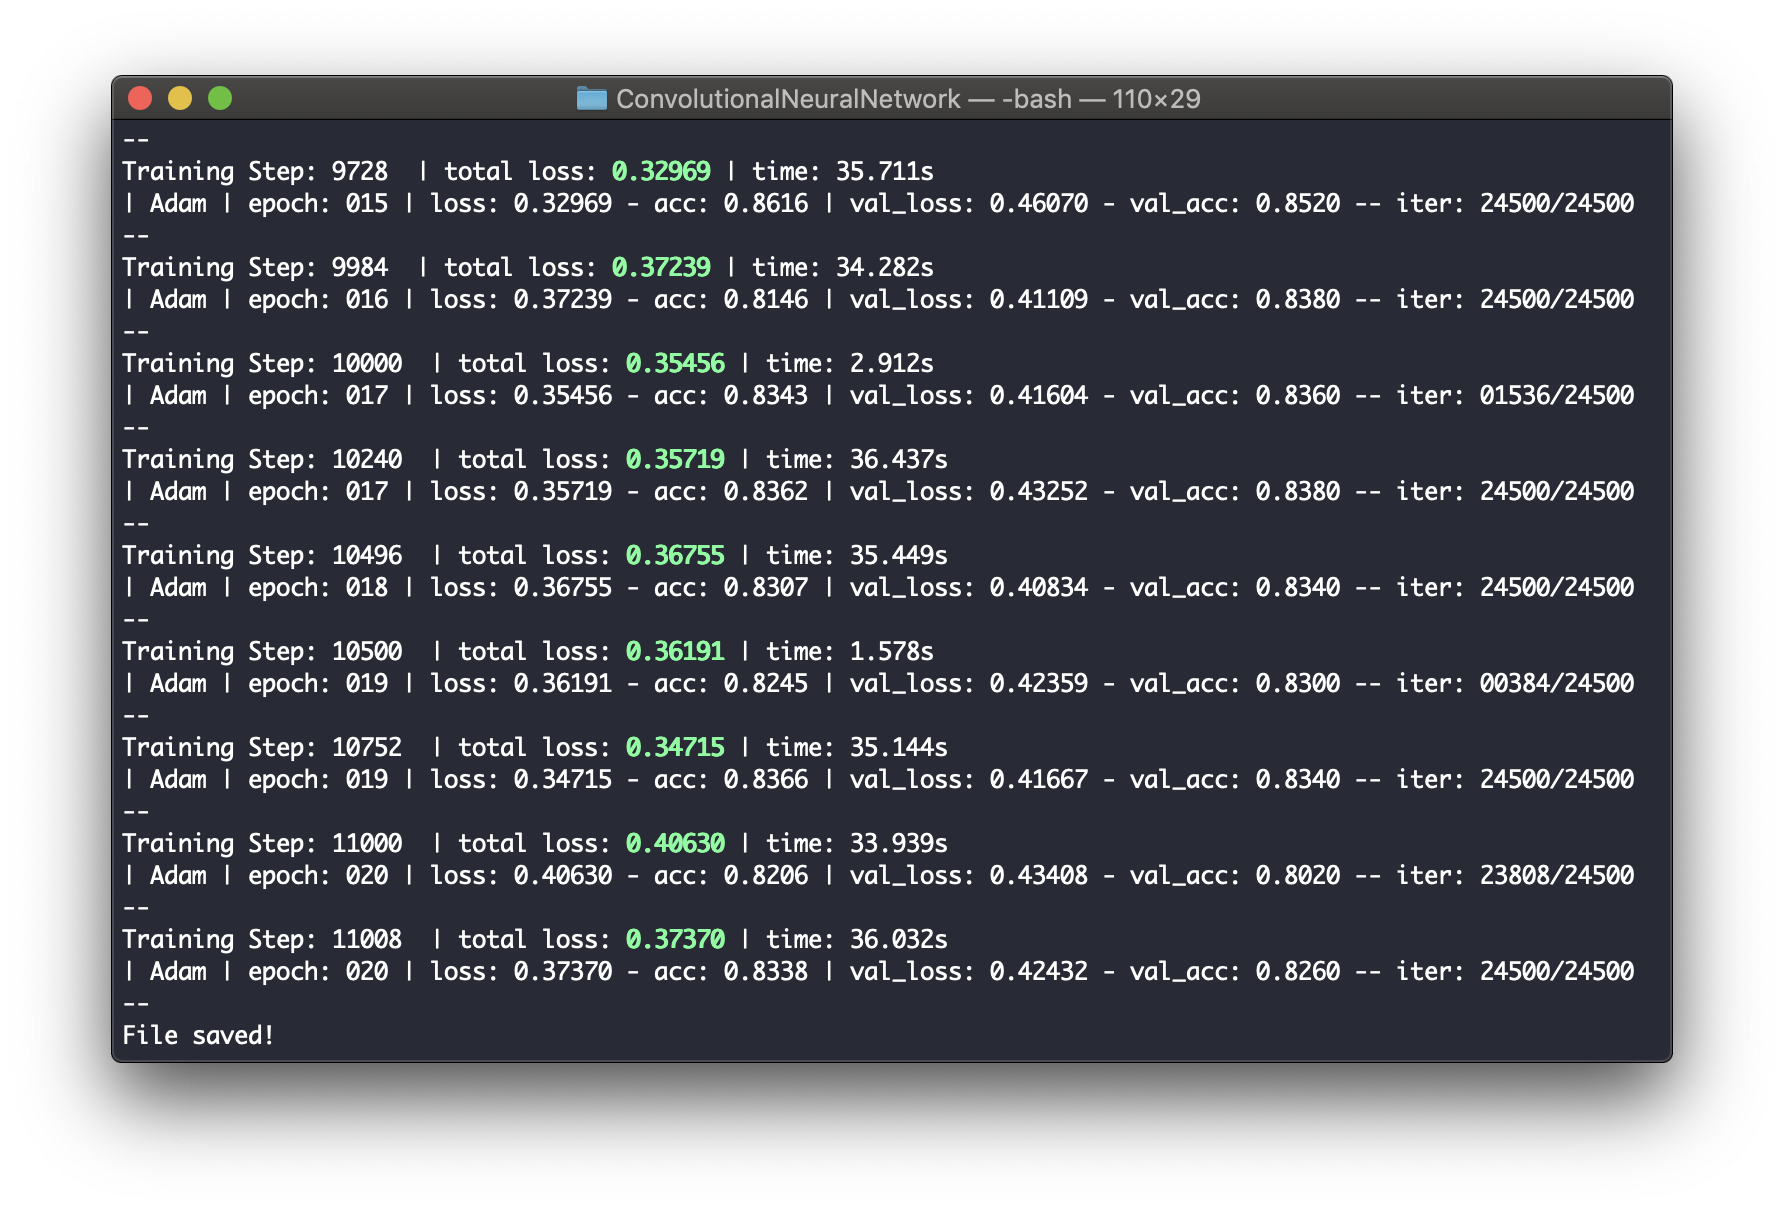 ConvolutionalNeuralNetwork — -bash — 110×29
--
Training Step: 9728  | total loss: 0.32969 | time: 35.711s
| Adam | epoch: 015 | loss: 0.32969 - acc: 0.8616 | val_loss: 0.46070 - val_acc: 0.8520 -- iter: 24500/24500
--
Training Step: 9984  | total loss: 0.37239 | time: 34.282s
| Adam | epoch: 016 | loss: 0.37239 - acc: 0.8146 | val_loss: 0.41109 - val_acc: 0.8380 -- iter: 24500/24500
--
Training Step: 10000  | total loss: 0.35456 | time: 2.912s
| Adam | epoch: 017 | loss: 0.35456 - acc: 0.8343 | val_loss: 0.41604 - val_acc: 0.8360 -- iter: 01536/24500
--
Training Step: 10240  | total loss: 0.35719 | time: 36.437s
| Adam | epoch: 017 | loss: 0.35719 - acc: 0.8362 | val_loss: 0.43252 - val_acc: 0.8380 -- iter: 24500/24500
--
Training Step: 10496  | total loss: 0.36755 | time: 35.449s
| Adam | epoch: 018 | loss: 0.36755 - acc: 0.8307 | val_loss: 0.40834 - val_acc: 0.8340 -- iter: 24500/24500
--
Training Step: 10500  | total loss: 0.36191 | time: 1.578s
| Adam | epoch: 019 | loss: 0.36191 - acc: 0.8245 | val_loss: 0.42359 - val_acc: 0.8300 -- iter: 00384/24500
--
Training Step: 10752  | total loss: 0.34715 | time: 35.144s
| Adam | epoch: 019 | loss: 0.34715 - acc: 0.8366 | val_loss: 0.41667 - val_acc: 0.8340 -- iter: 24500/24500
--
Training Step: 11000  | total loss: 0.40630 | time: 33.939s
| Adam | epoch: 020 | loss: 0.40630 - acc: 0.8206 | val_loss: 0.43408 - val_acc: 0.8020 -- iter: 23808/24500
--
Training Step: 11008  | total loss: 0.37370 | time: 36.032s
| Adam | epoch: 020 | loss: 0.37370 - acc: 0.8338 | val_loss: 0.42432 - val_acc: 0.8260 -- iter: 24500/24500
--
File saved!